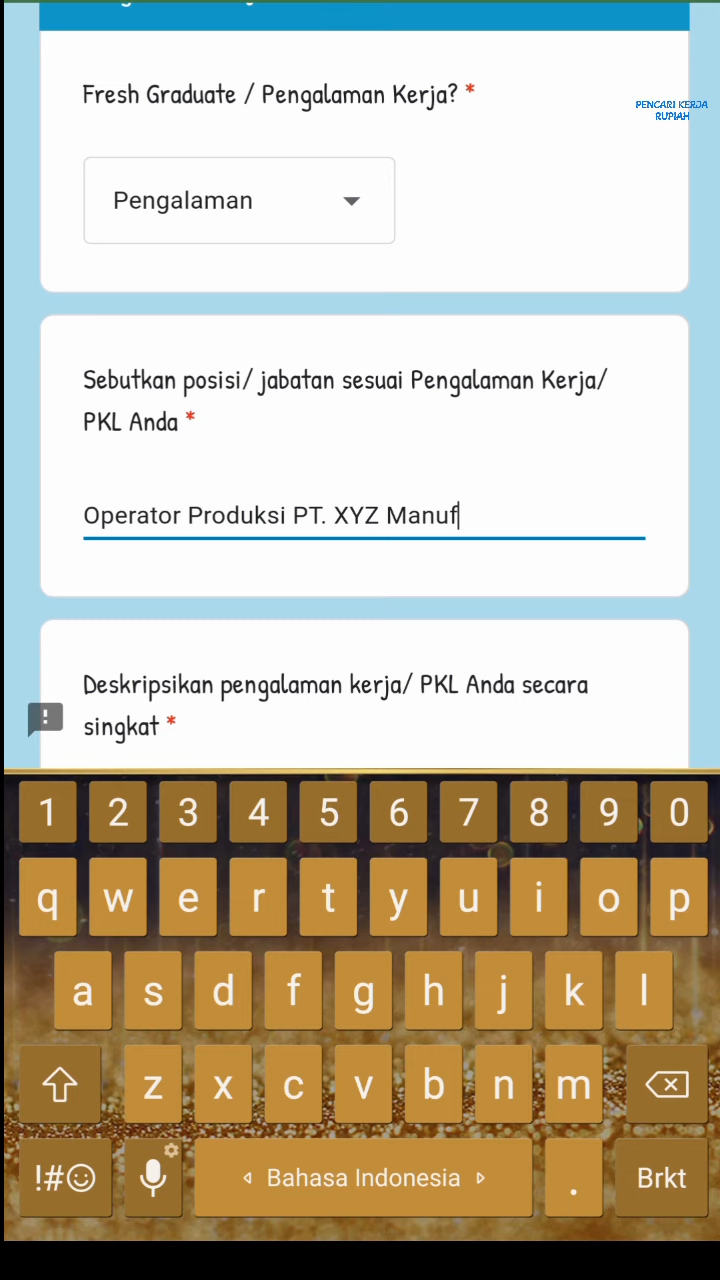 Fresh Graduate / Pengalaman Kerja? *
PENCARI KERJA
RUPIAH
Pengalaman
Sebutkan posisi/ jabatan sesuai Pengalaman Kerja/
PKL Anda *
Operator Produksi PT. XYZ Manuf
Deskripsikan pengalaman kerja/ PKL Anda secara
singkat *
!
1 2 3 4 5 6 7 8 9 0
q w e r t y u i o p
a s d f g h j k l
z x c v b n m
!#☺ Bahasa Indonesia . Brkt